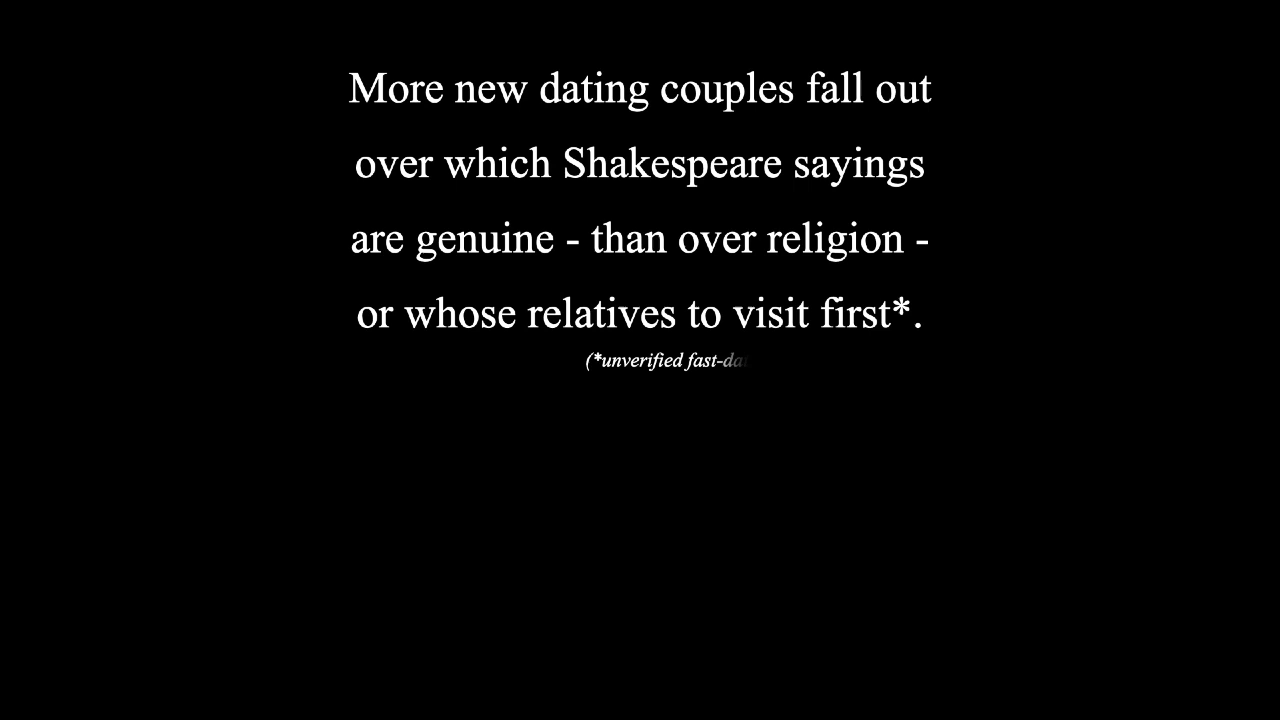 More new dating couples fall out
over which Shakespeare sayings
are genuine - than over religion -
or whose relatives to visit first*.
(*unverified fast-da